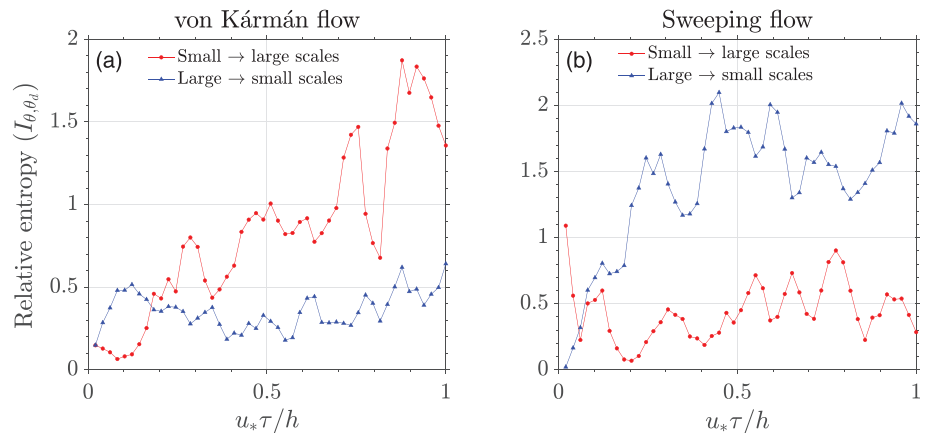 von Kármán flow
(a)
Small → large scales
Large → small scales
Relative entropy (I_{θ,θ_d})
2
1.5
1
0.5
0
0
0.5
1
u_*τ/h
Sweeping flow
(b)
Small → large scales
Large → small scales
2.5
2
1.5
1
0.5
0
0
0.5
1
u_*τ/h